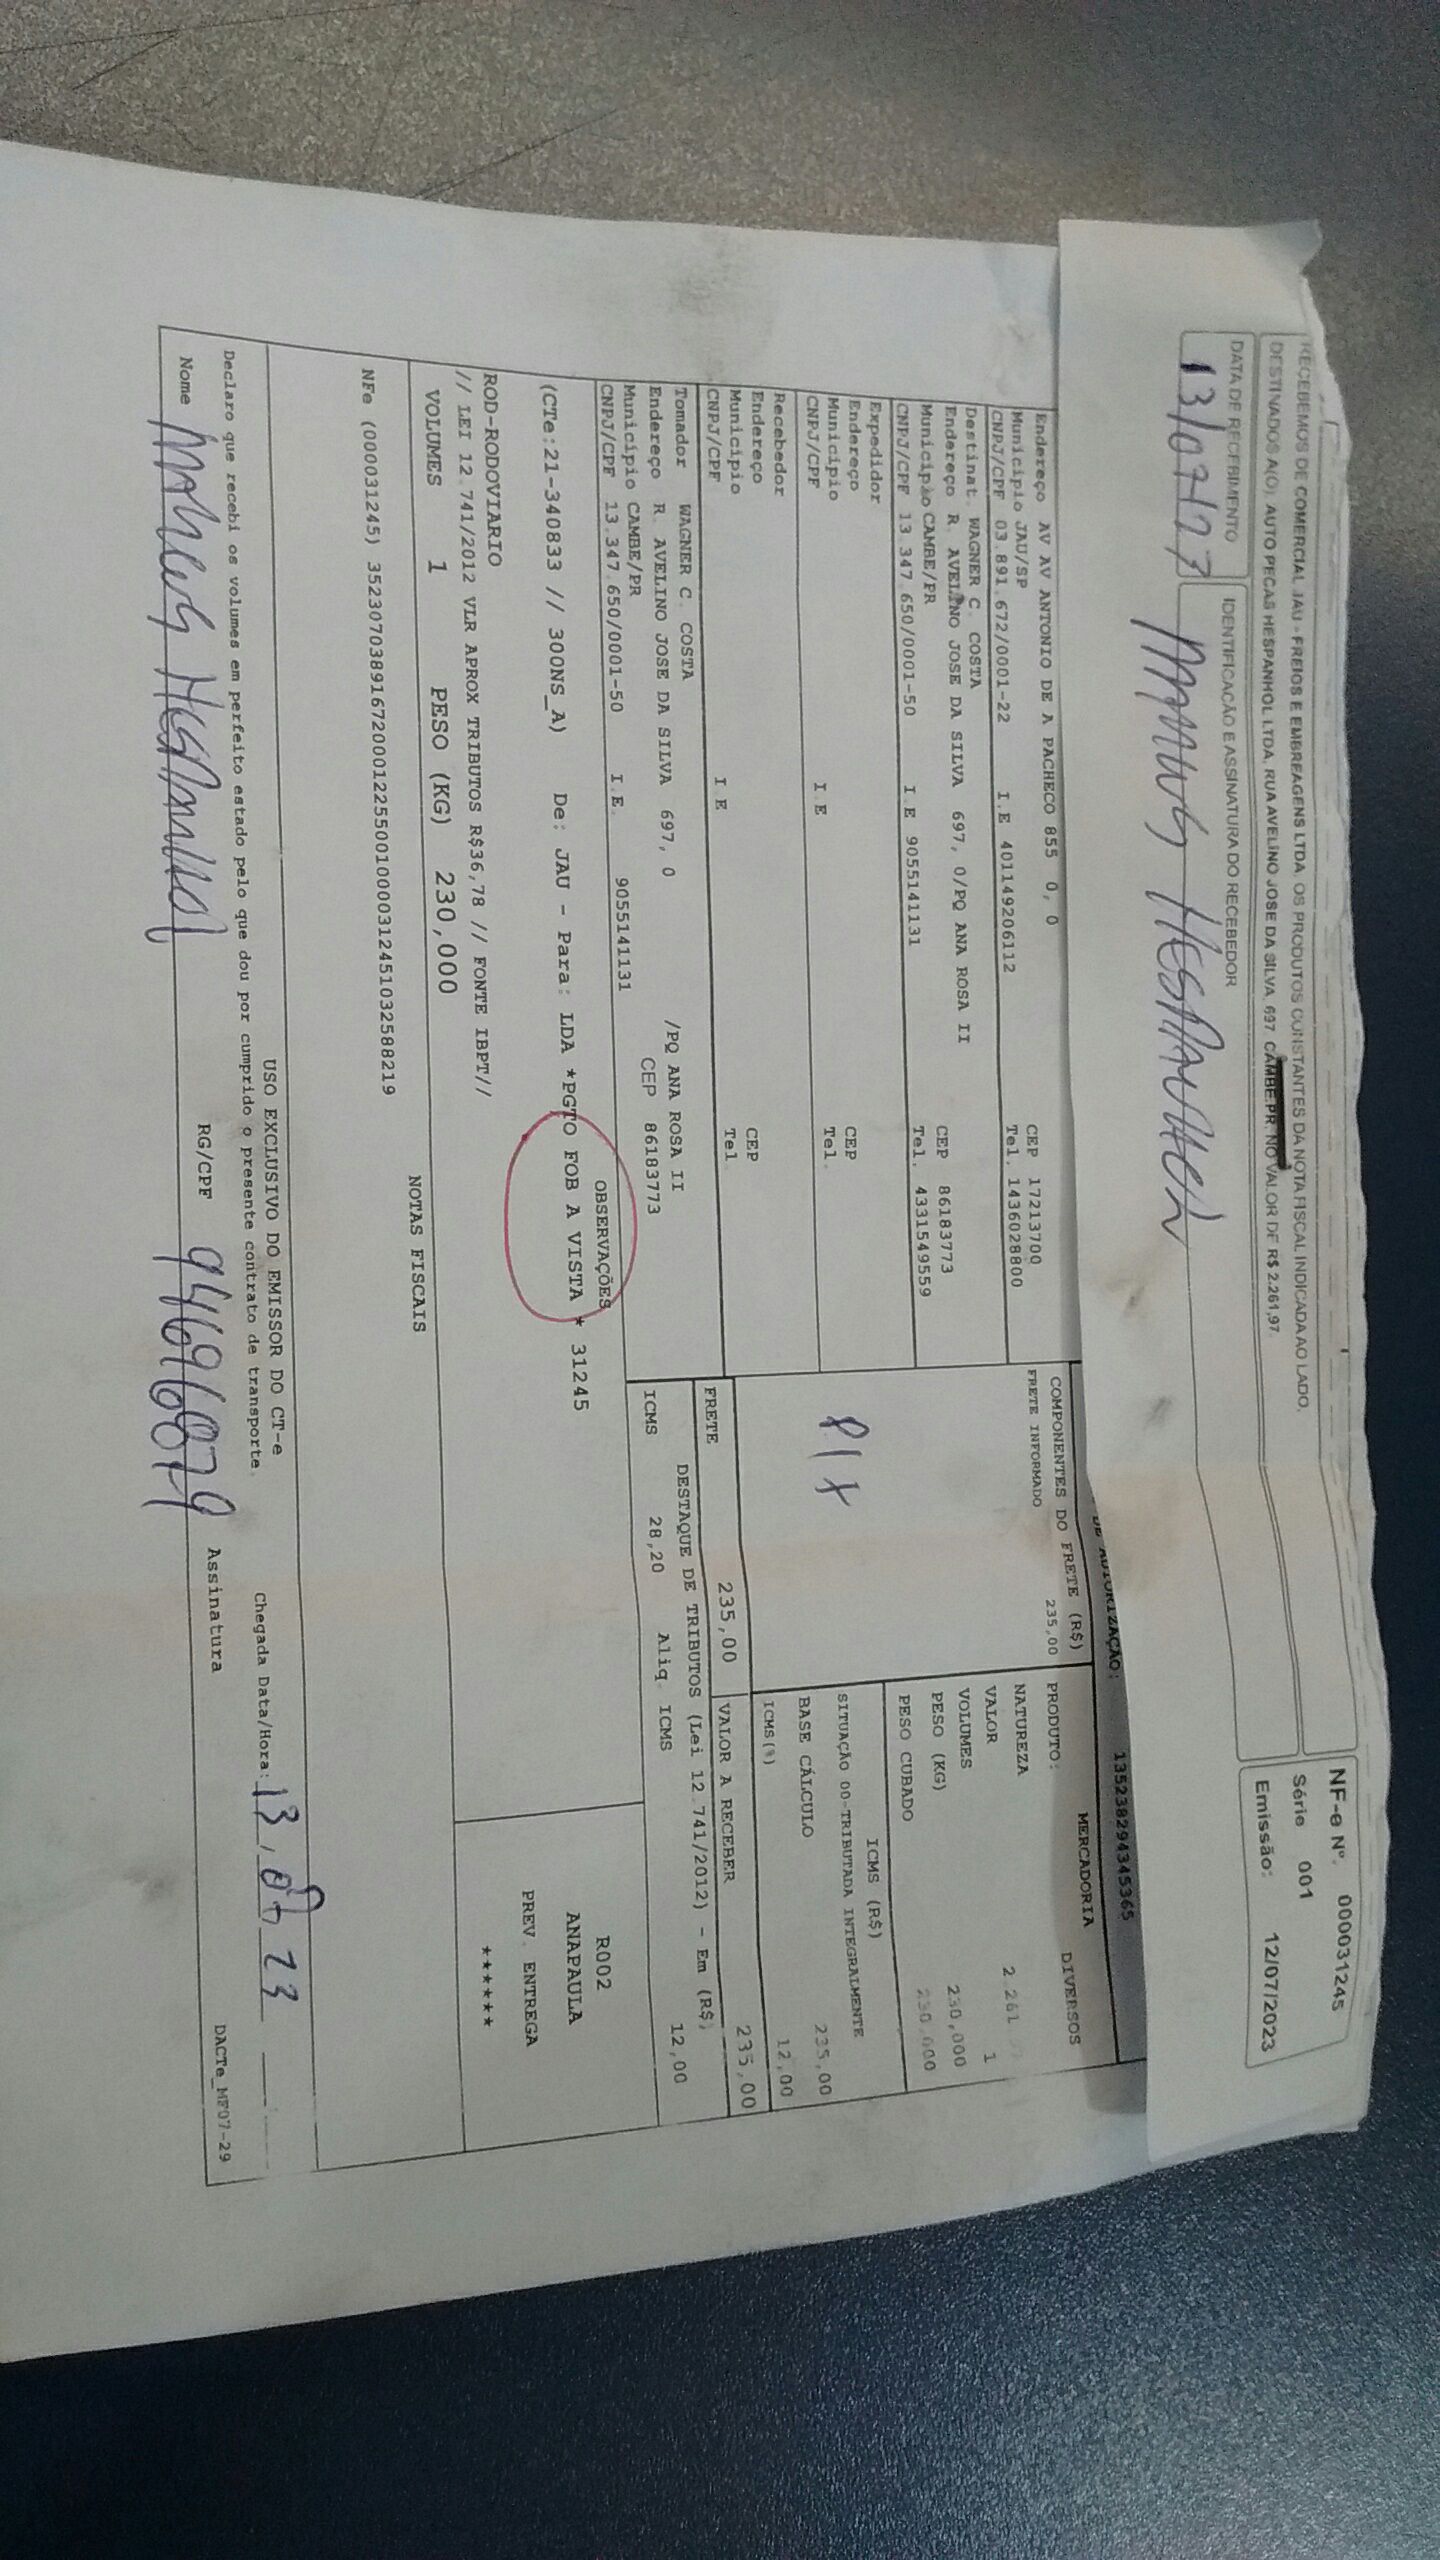 RECEBEMOS DE COMERCIAL JAU - FREIOS E EMBREAGENS LTDA, OS PRODUTOS CONSTANTES DA NOTA FISCAL INDICADA AO LADO.
DESTINADOS A(O): AUTO PECAS HESPANHOL LTDA, RUA AVELINO JOSE DA SILVA, 697 CAMBE-PR NO VALOR DE R$ 2.261,97.
DATA DE RECEBIMENTO
13/07/23
IDENTIFICAÇÃO E ASSINATURA DO RECEBEDOR
NF-e Nº. 000031245
Série 001
Emissão: 12/07/2023
DE AUTORIZAÇÃO: 135238294345365
Endereço AV AV ANTONIO DE A PACHECO 855 0, 0
Município JAU/SP CEP 17213700
CNPJ/CPF 03.891.672/0001-22 I.E 401149206112 Tel. 1436028800
Destinat. WAGNER C. COSTA
Endereço R. AVELINO JOSE DA SILVA 697, 0/PQ ANA ROSA II
Município CAMBE/PR CEP 86183773
CNPJ/CPF 13.347.650/0001-50 I.E 9055141131 Tel. 4331549559
Expedidor
Endereço
Município CEP
CNPJ/CPF I.E Tel.
Recebedor
Endereço
Município CEP
CNPJ/CPF I.E Tel
Tomador WAGNER C. COSTA
Endereço R. AVELINO JOSE DA SILVA 697, 0 /PQ ANA ROSA II
Município CAMBE/PR CEP 86183773
CNPJ/CPF 13.347.650/0001-50 I.E. 9055141131
COMPONENTES DO FRETE (R$)
FRETE INFORMADO 235,00
PIX
FRETE 235,00
MERCADORIA
PRODUTO: DIVERSOS
NATUREZA
VALOR 2.261
VOLUMES 1
PESO (KG) 230,000
PESO CUBADO 230,000
ICMS (R$)
SITUAÇÃO 00-TRIBUTADA INTEGRALMENTE
BASE CÁLCULO 235,00
ICMS(%) 12,00
VALOR A RECEBER 235,00
DESTAQUE DE TRIBUTOS (Lei 12.741/2012) - Em (R$)
ICMS 28,20 Aliq. ICMS 12,00
OBSERVAÇÕES
(CTe:21-340833 // 300NS_A) De: JAU - Para: LDA *PGTO FOB A VISTA * 31245
ROD-RODOVIARIO
// LEI 12.741/2012 VLR APROX TRIBUTOS R$36,78 // FONTE IBPT//
R002
ANAPAULA
PREV. ENTREGA
******
VOLUMES 1 PESO (KG) 230,000
NOTAS FISCAIS
NFe (000031245) 35230703891672000122550010000312451032588219
USO EXCLUSIVO DO EMISSOR DO CT-e
Declaro que recebi os volumes em perfeito estado pelo que dou por cumprido o presente contrato de transporte.
Chegada Data/Hora: 13, 07 23
Nome RG/CPF Assinatura
DACTe_MF07-29